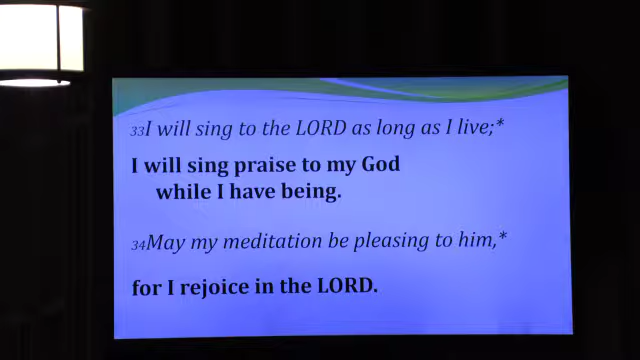 33I will sing to the LORD as long as I live;*
I will sing praise to my God
while I have being.
34May my meditation be pleasing to him,*
for I rejoice in the LORD.